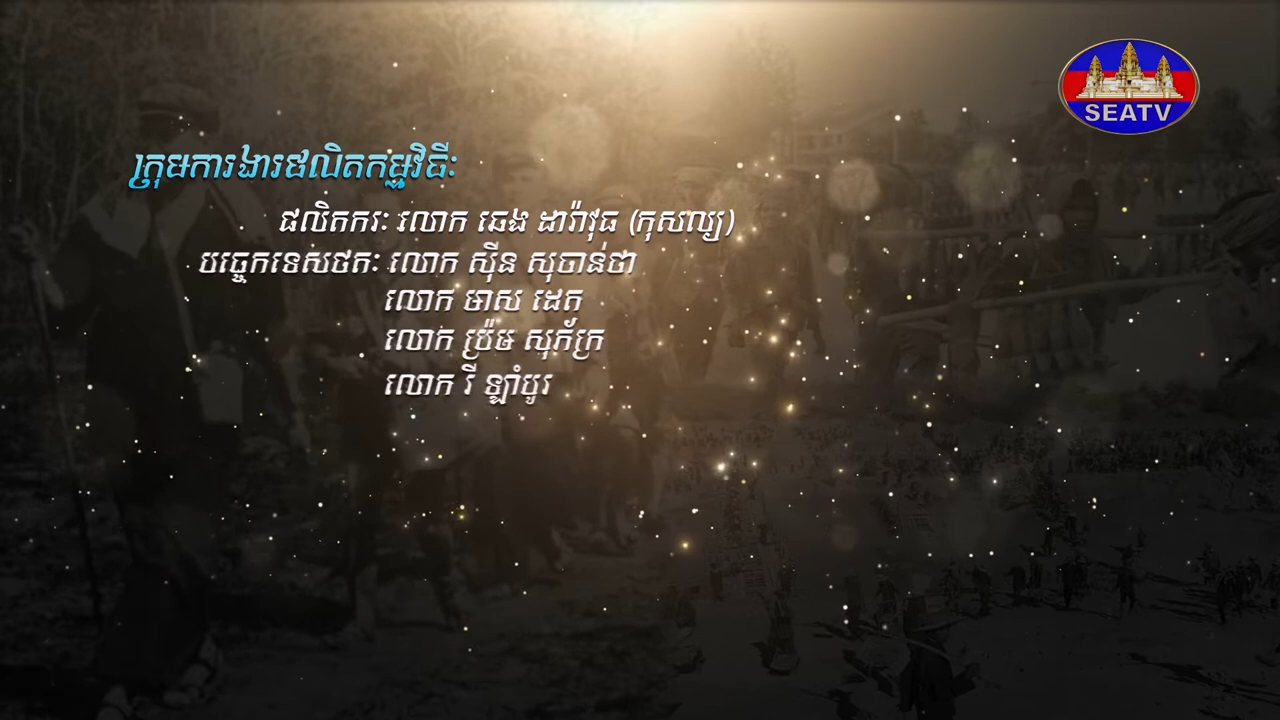 SEATV
ក្រុមការងារផលិតកម្មវិធីៈ
ផលិតករៈ លោក ឆេង ដារ៉ាវុធ (កុសល្យ)
បច្ចេកទេសថតៈ លោក ស៊ីន សុចាន់ថា
លោក មាស ដេត
លោក ប្រ៉ម សុភ័ក្រ
លោក រី ឡាំបូរ